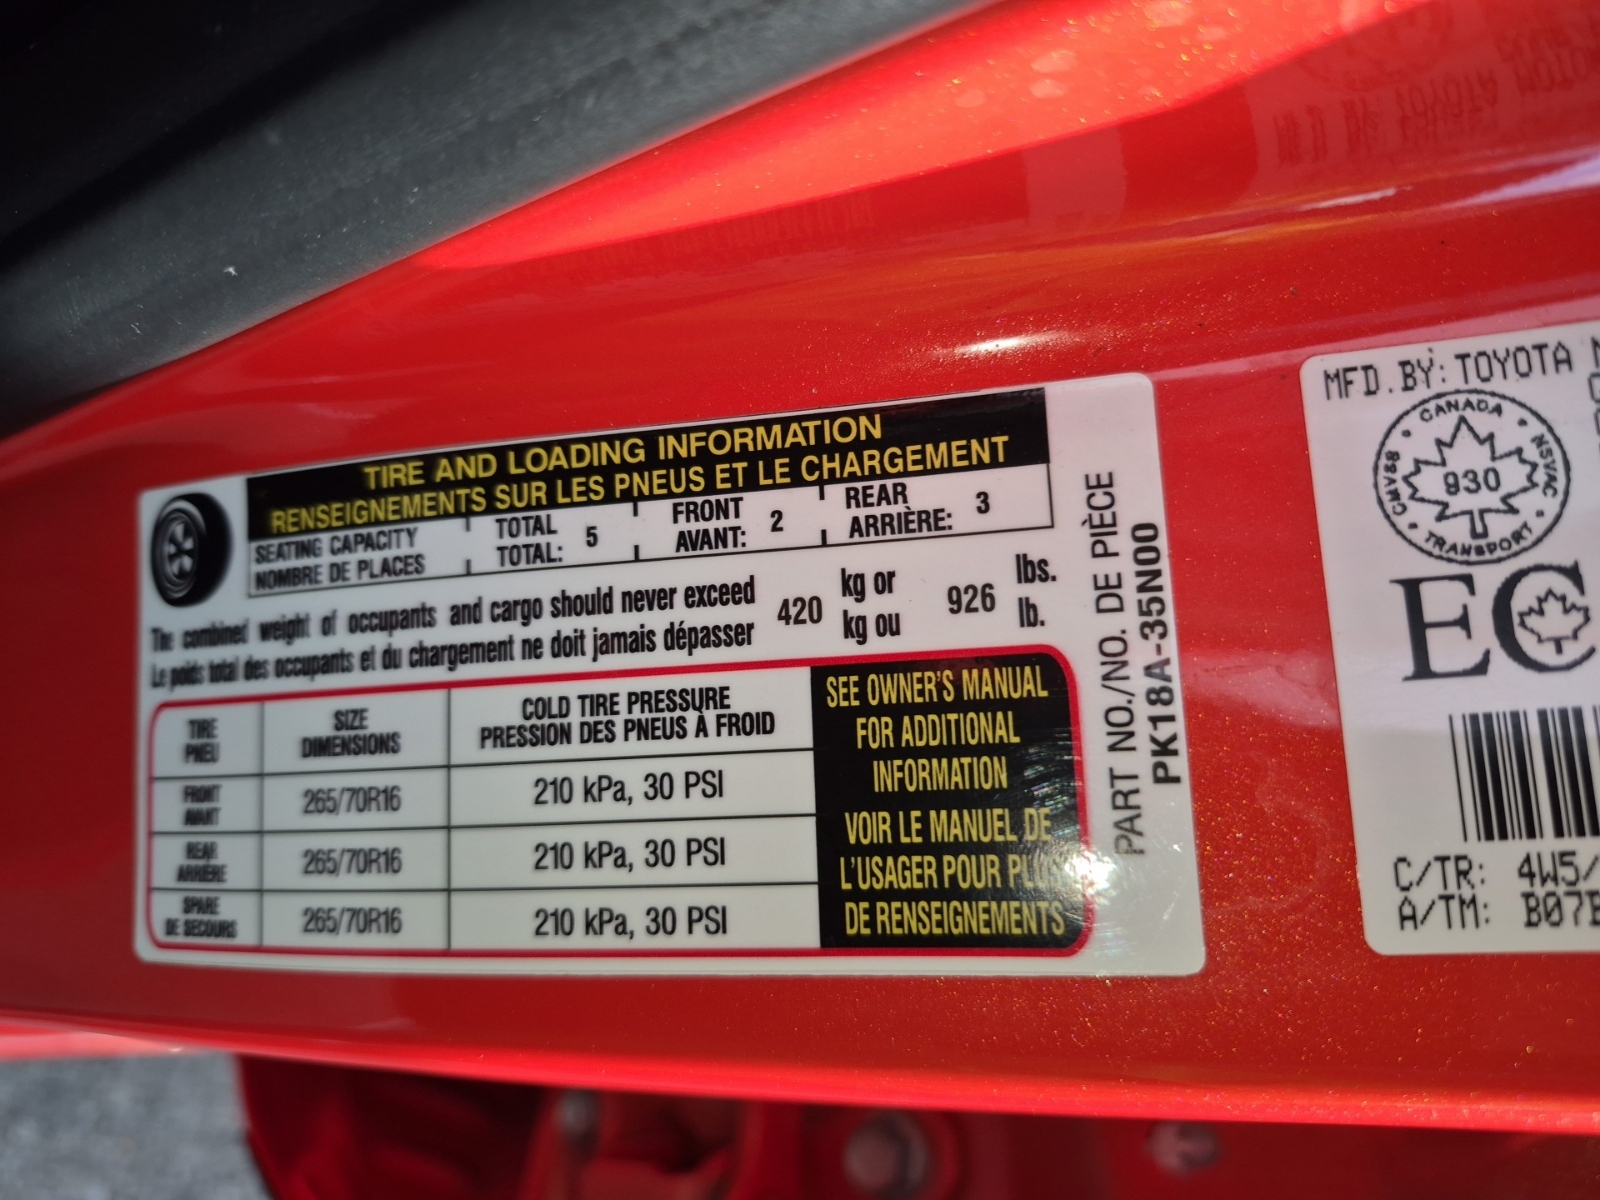 TIRE AND LOADING INFORMATION
RENSEIGNEMENTS SUR LES PNEUS ET LE CHARGEMENT
SEATING CAPACITY TOTAL FRONT REAR
NOMBRE DE PLACES TOTAL: 5 AVANT: 2 ARRIÈRE: 3
The combined weight of occupants and cargo should never exceed 420 kg or 926 lbs.
Le poids total des occupants et du chargement ne doit jamais dépasser kg ou lb.
TIRE SIZE COLD TIRE PRESSURE
PNEU DIMENSIONS PRESSION DES PNEUS À FROID
FRONT
AVANT 265/70R16 210 kPa, 30 PSI
REAR
ARRIÈRE 265/70R16 210 kPa, 30 PSI
SPARE
DE SECOURS 265/70R16 210 kPa, 30 PSI
SEE OWNER'S MANUAL
FOR ADDITIONAL
INFORMATION
VOIR LE MANUEL DE
L'USAGER POUR PLUS
DE RENSEIGNEMENTS
PART NO./NO. DE PIÈCE
PK18A-35N00
MFD.BY: TOYOTA
CANADA
930
TRANSPORT
CMVSS
NSVAC
EC
C/TR: 4W5/
A/TM: B07B